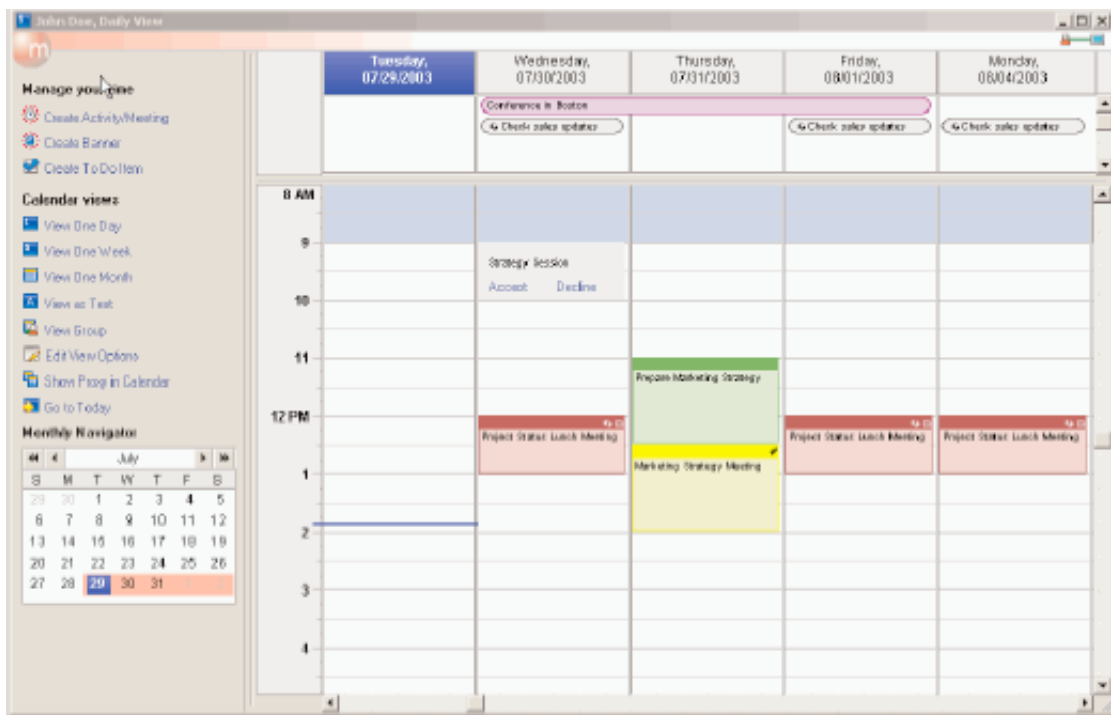 John Doe, Daily View
m
Manage your time
Create Activity/Meeting
Create Banner
Create To Do Item
Calendar views
View One Day
View One Week
View One Month
View as Text
View Group
Edit View Options
Show Proxy in Calendar
Go to Today
Monthly Navigator
July
S M T W T F S
29 30 1 2 3 4 5
6 7 8 9 10 11 12
13 14 15 16 17 18 19
20 21 22 23 24 25 26
27 28 29 30 31
Tuesday,
07/29/2003
Wednesday,
07/30/2003
Thursday,
07/31/2003
Friday,
08/01/2003
Monday,
08/04/2003
Conference in Boston
Check sales updates
Check sales updates
Check sales updates
8 AM
9
Strategy Session
Accept Decline
10
11
Prepare Marketing Strategy
12 PM
Project Status Lunch Meeting
Project Status Lunch Meeting
Project Status Lunch Meeting
Marketing Strategy Meeting
1
2
3
4